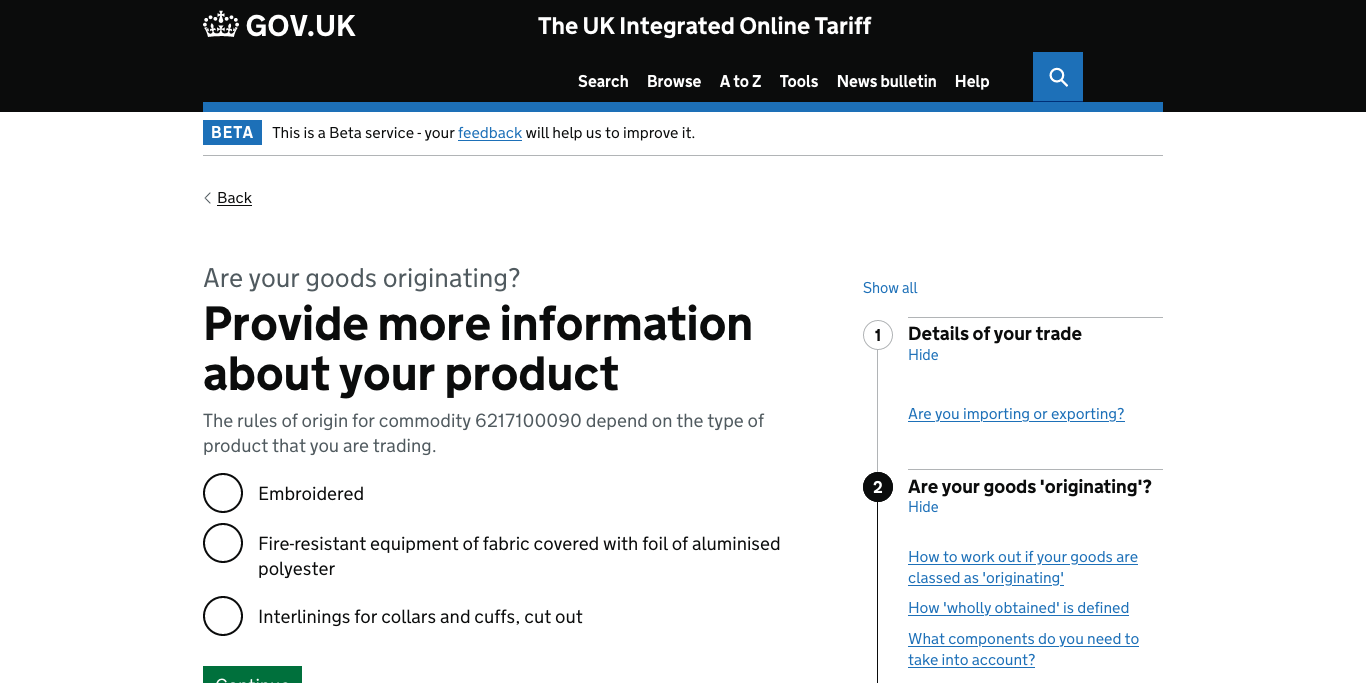 GOV.UK
The UK Integrated Online Tariff
Search Browse A to Z Tools News bulletin Help
BETA This is a Beta service - your feedback will help us to improve it.
Back
Are your goods originating?
Provide more information
about your product
The rules of origin for commodity 6217100090 depend on the type of
product that you are trading.
Embroidered
Fire-resistant equipment of fabric covered with foil of aluminised
polyester
Interlinings for collars and cuffs, cut out
Continue
Show all
1 Details of your trade
Hide
Are you importing or exporting?
2 Are your goods 'originating'?
Hide
How to work out if your goods are
classed as 'originating'
How 'wholly obtained' is defined
What components do you need to
take into account?